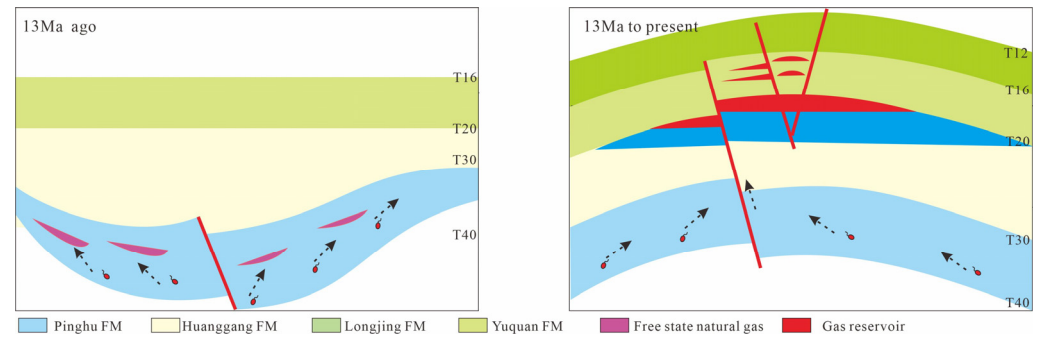 13Ma ago
T16
T20
T30
T40
13Ma to present
T12
T16
T20
T30
T40
Pinghu FM
Huanggang FM
Longjing FM
Yuquan FM
Free state natural gas
Gas reservoir